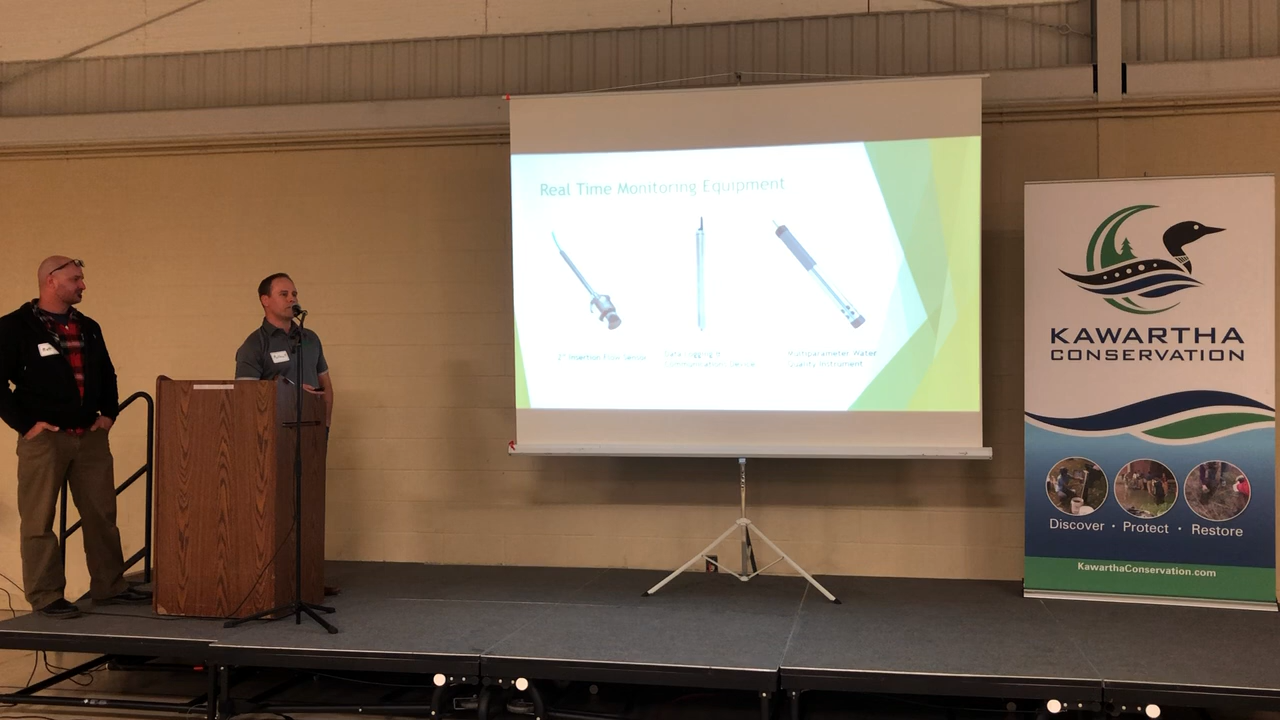 Real Time Monitoring Equipment
2" Insertion Flow Sensor
Data Logging &
Communications Device
Multiparameter Water
Quality Instrument
KAWARTHA
CONSERVATION
Discover · Protect · Restore
KawarthaConservation.com